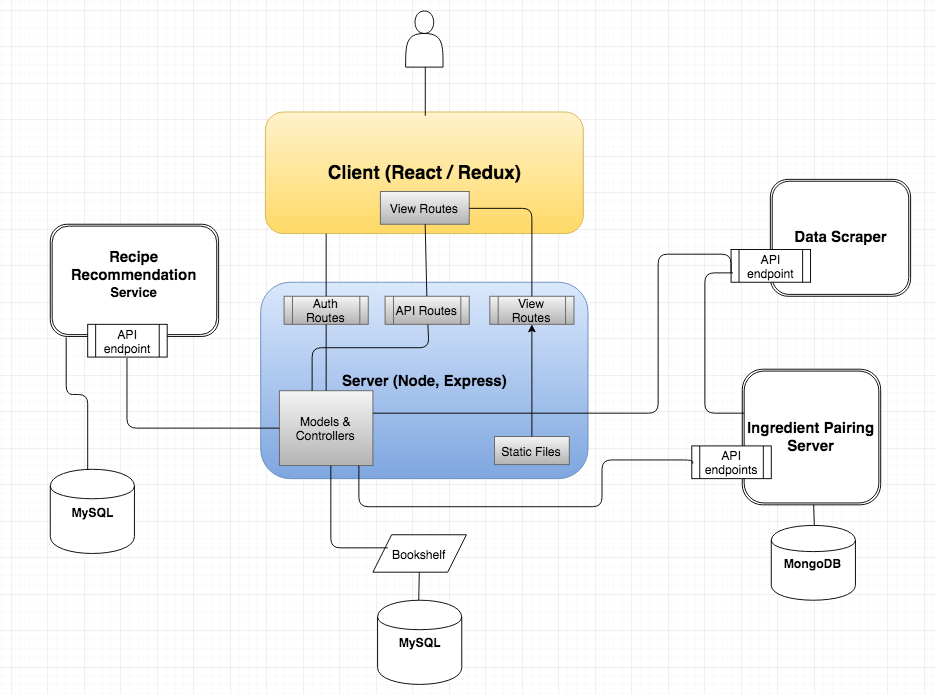 Client (React / Redux)
View Routes
Data Scraper
API
endpoint
Recipe
Recommendation
Service
API
endpoint
Auth
Routes
API Routes
View
Routes
Server (Node, Express)
Models &
Controllers
Static Files
Ingredient Pairing
Server
API
endpoints
MySQL
Bookshelf
MongoDB
MySQL